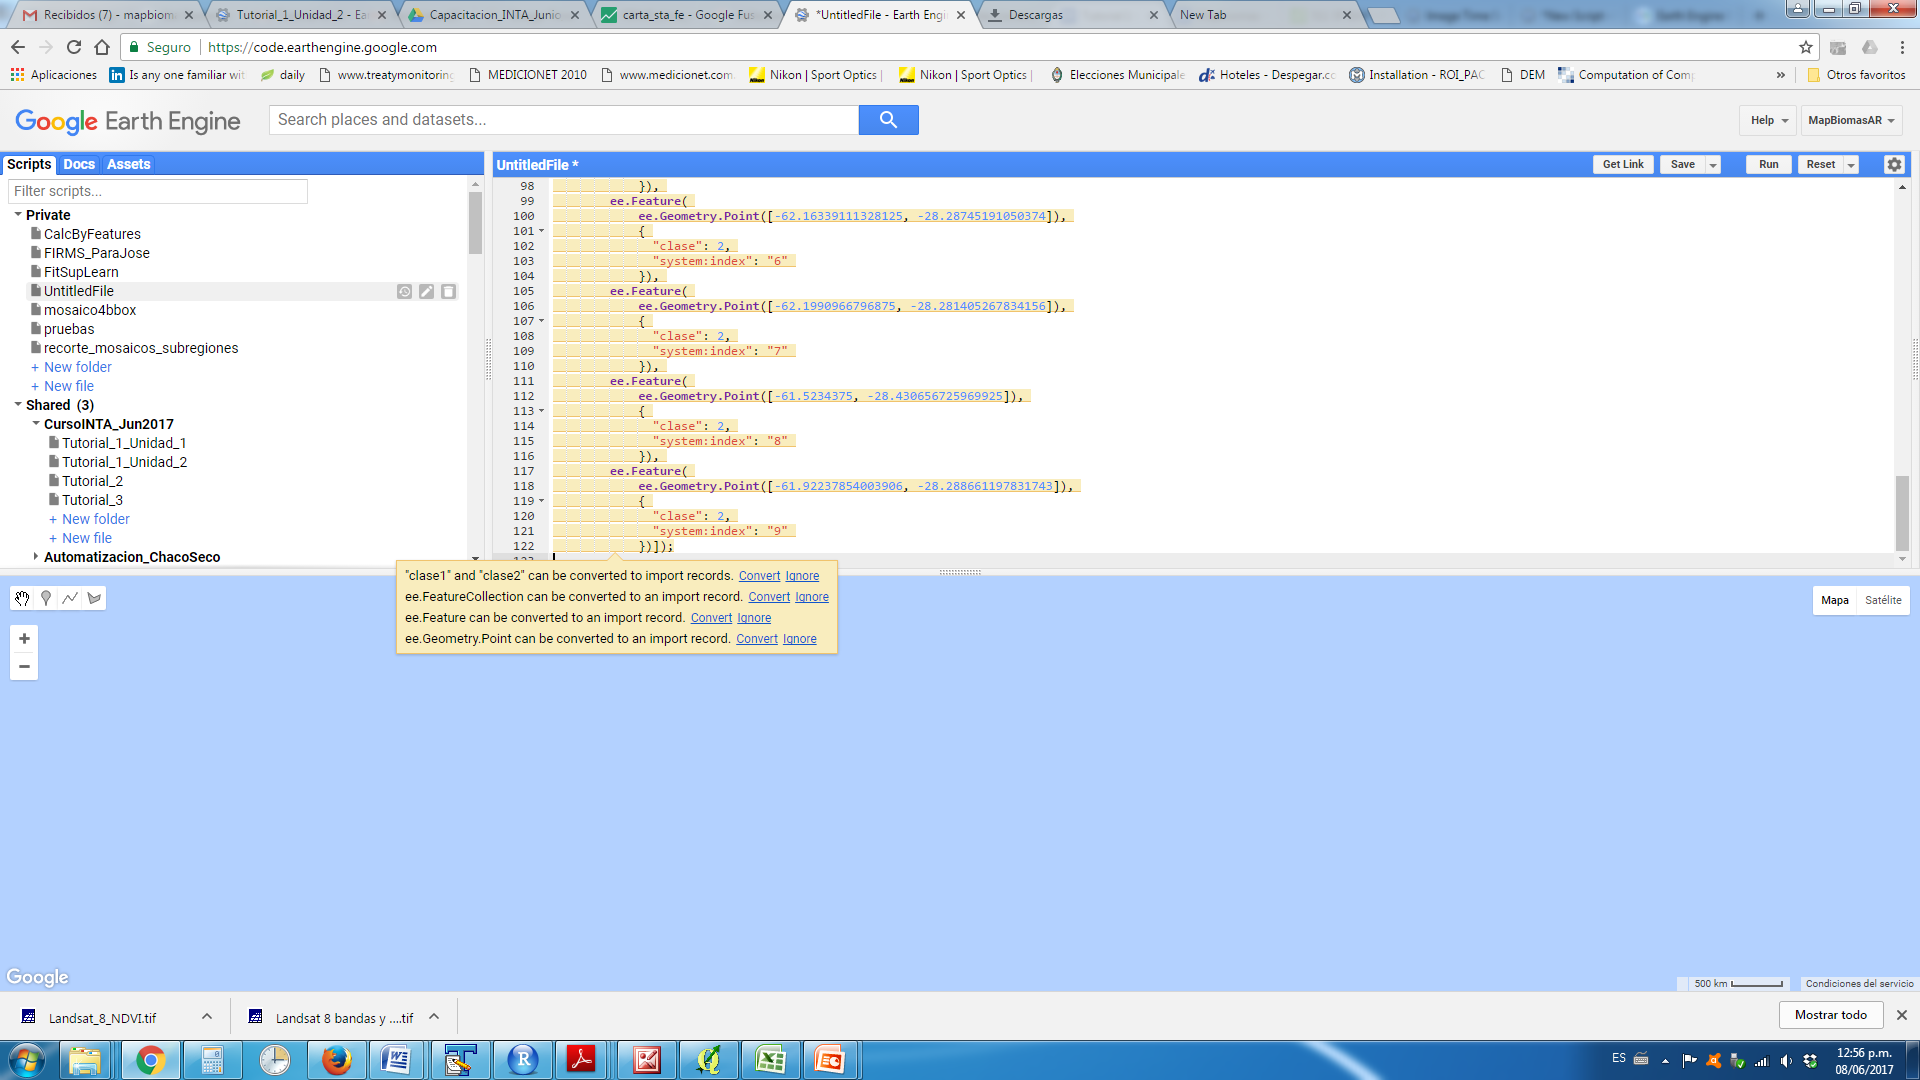 Recibidos (7) - mapbiom
Tutorial_1_Unidad_2 - Ea
Capacitacion_INTA_Junio
carta_sta_fe - Google Fus
*UntitledFile - Earth Engi
Descargas
New Tab
Seguro
https://code.earthengine.google.com
Aplicaciones
Is any one familiar wit
daily
www.treatymonitoring
MEDICIONET 2010
www.medicionet.com.
Nikon | Sport Optics |
Nikon | Sport Optics |
Elecciones Municipale
Hoteles - Despegar.co
Installation - ROI_PAC
DEM
Computation of Comp
»
Otros favoritos
Google Earth Engine
Search places and datasets...
Help
MapBiomasAR
Scripts
Docs
Assets
UntitledFile *
Get Link
Save
Run
Reset
Filter scripts...
Private
CalcByFeatures
FIRMS_ParaJose
FitSupLearn
UntitledFile
mosaico4bbox
pruebas
recorte_mosaicos_subregiones
+ New folder
+ New file
Shared (3)
CursoINTA_Jun2017
Tutorial_1_Unidad_1
Tutorial_1_Unidad_2
Tutorial_2
Tutorial_3
+ New folder
+ New file
Automatizacion_ChacoSeco
98 }),
99 ee.Feature(
100 ee.Geometry.Point([-62.16339111328125, -28.28745191050374]),
101 {
102 "clase": 2,
103 "system:index": "6"
104 }),
105 ee.Feature(
106 ee.Geometry.Point([-62.1990966796875, -28.281405267834156]),
107 {
108 "clase": 2,
109 "system:index": "7"
110 }),
111 ee.Feature(
112 ee.Geometry.Point([-61.5234375, -28.430656725969925]),
113 {
114 "clase": 2,
115 "system:index": "8"
116 }),
117 ee.Feature(
118 ee.Geometry.Point([-61.92237854003906, -28.288661197831743]),
119 {
120 "clase": 2,
121 "system:index": "9"
122 })]);
123
"clase1" and "clase2" can be converted to import records. Convert Ignore
ee.FeatureCollection can be converted to an import record. Convert Ignore
ee.Feature can be converted to an import record. Convert Ignore
ee.Geometry.Point can be converted to an import record. Convert Ignore
+
−
Mapa
Satélite
Google
500 km
Condiciones del servicio
Landsat_8_NDVI.tif
Landsat 8 bandas y ....tif
Mostrar todo
ES
12:56 p.m.
08/06/2017